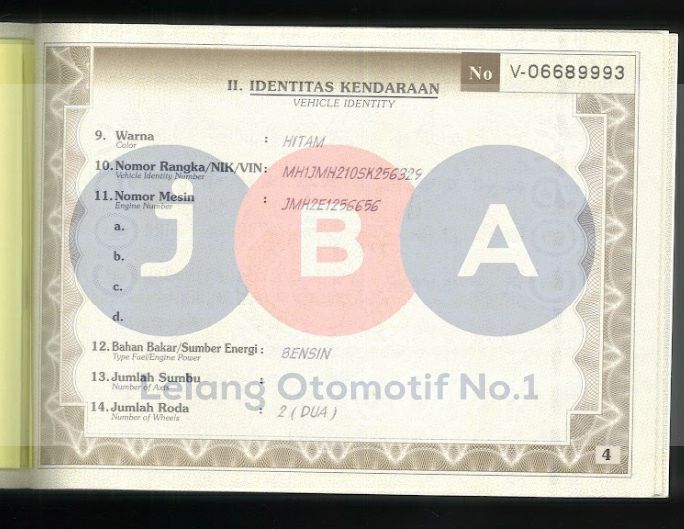 No V-06689993
II. IDENTITAS KENDARAAN
VEHICLE IDENTITY
9. Warna : HITAM
Color
10. Nomor Rangka/NIK/VIN : MH1JMH210SK256329
Vehicle Identity Number
11. Nomor Mesin : JMH2E1256656
Engine Number
a.
b.
c.
d.
J B A
12. Bahan Bakar/Sumber Energi : BENSIN
Type Fuel/Engine Power
13. Jumlah Sumbu :
Number of Axis
Lelang Otomotif No.1
14. Jumlah Roda : 2 ( DUA )
Number of Wheels
4